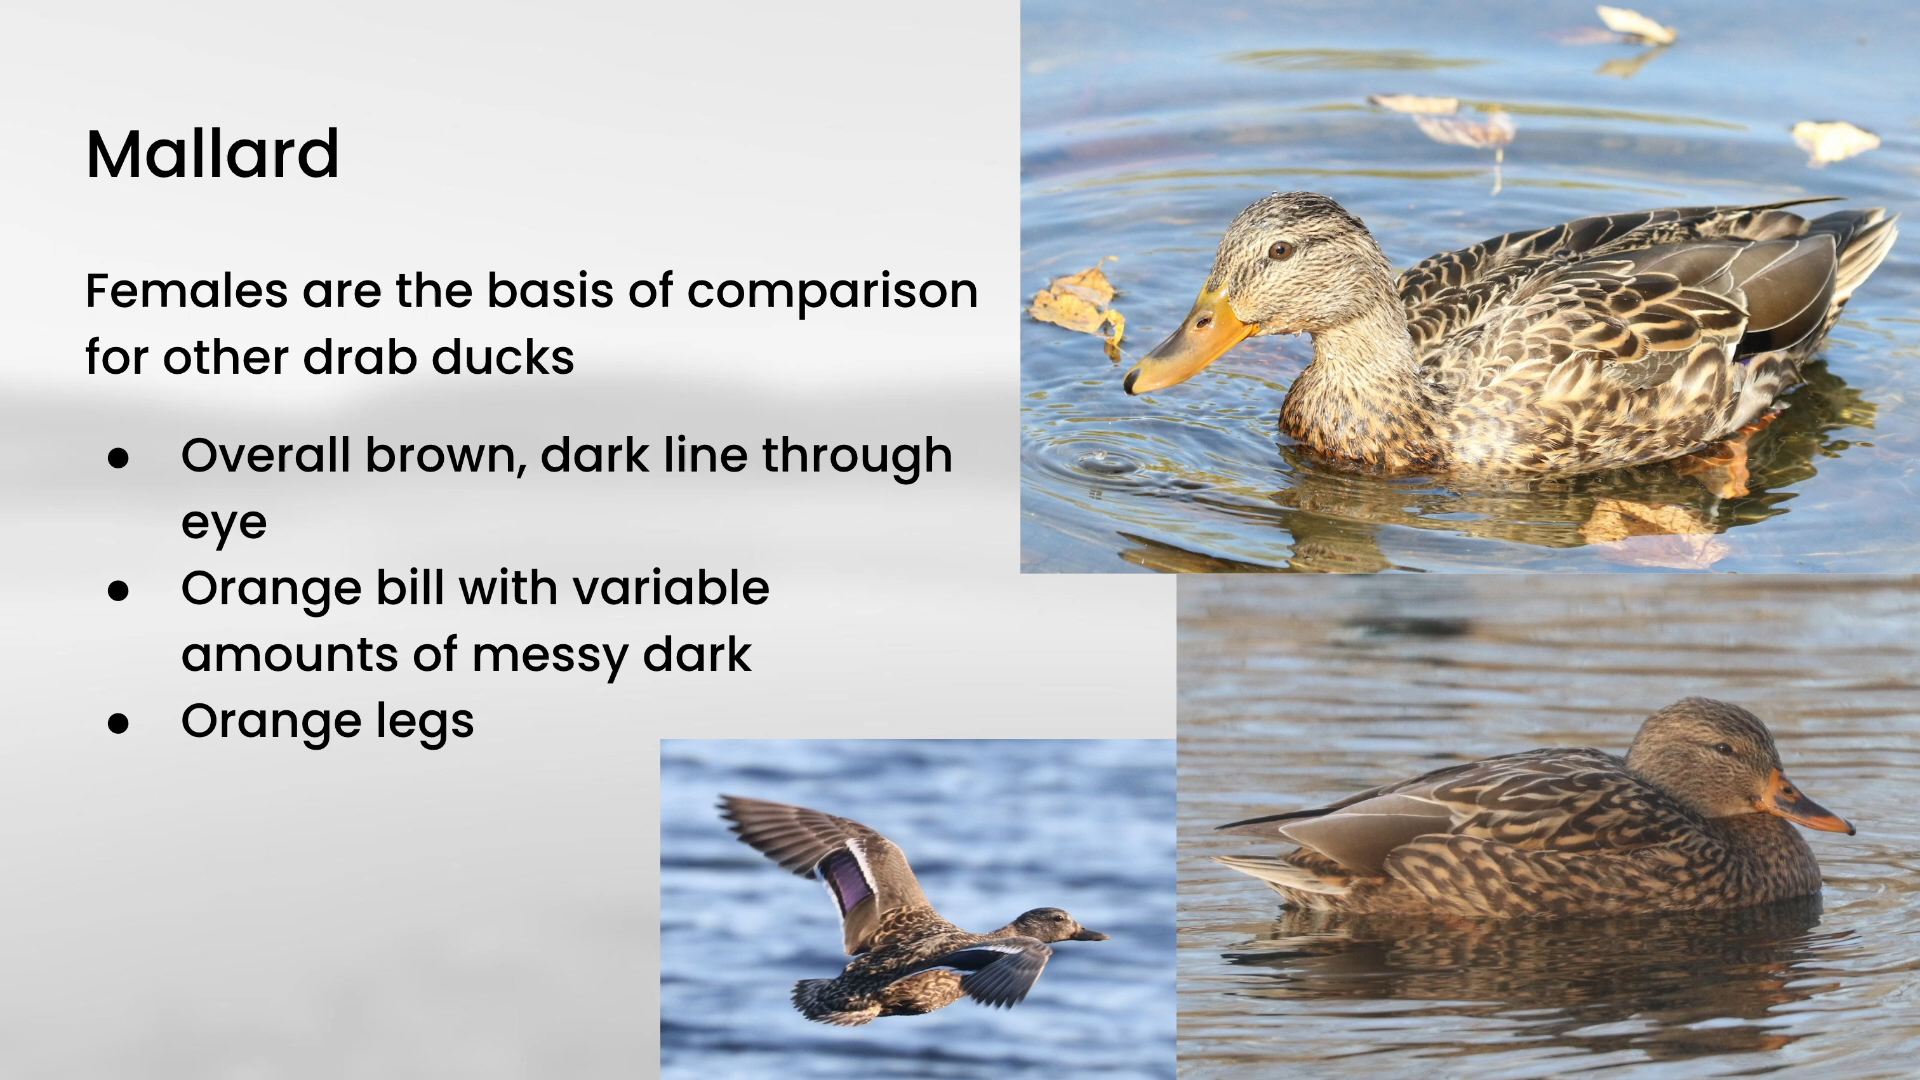 Mallard
Females are the basis of comparison
for other drab ducks
● Overall brown, dark line through
eye
● Orange bill with variable
amounts of messy dark
● Orange legs